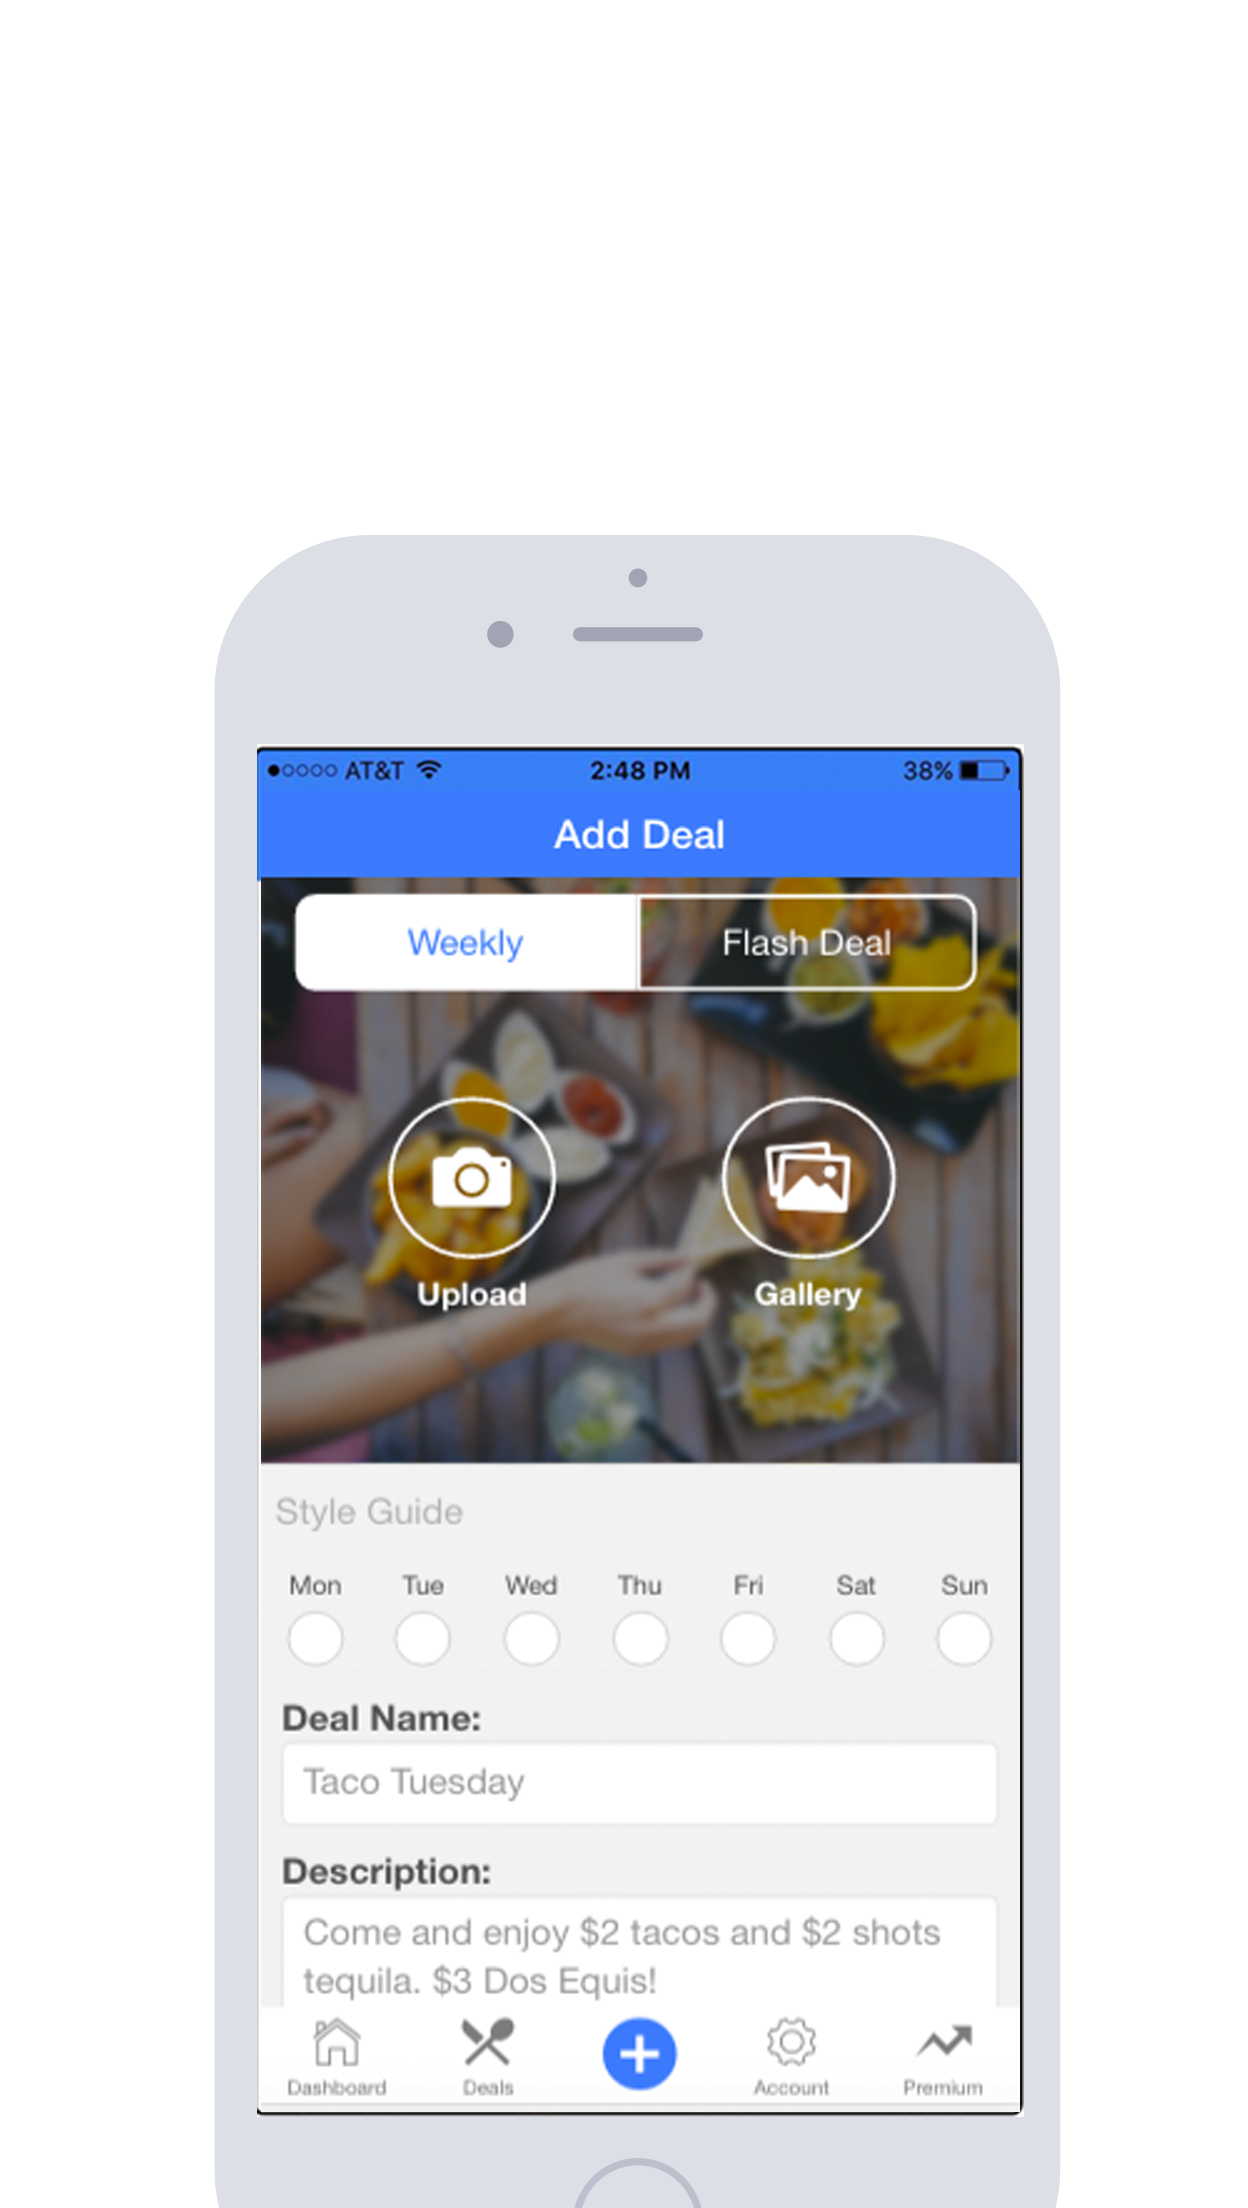 AT&T 2:48 PM 38%
Add Deal
Weekly Flash Deal
Upload Gallery
Style Guide
Mon Tue Wed Thu Fri Sat Sun
Deal Name:
Taco Tuesday
Description:
Come and enjoy $2 tacos and $2 shots
tequila. $3 Dos Equis!
Dashboard Deals Account Premium